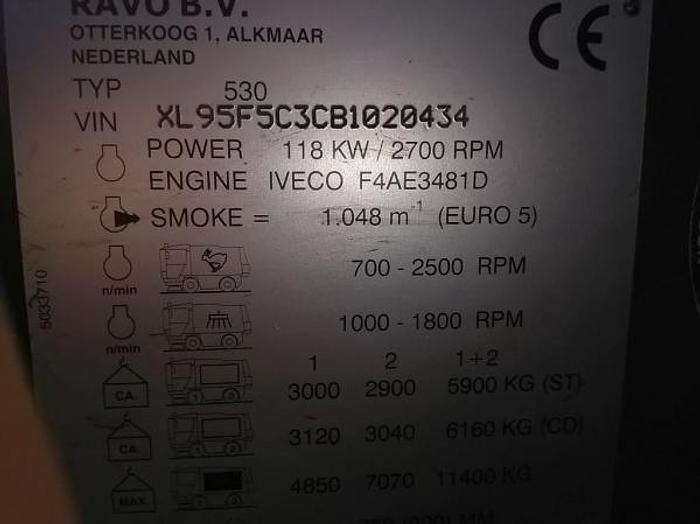 RAVO B.V.
OTTERKOOG 1, ALKMAAR
NEDERLAND
CE
TYP 530
VIN XL95F5C3CB1020434
POWER 118 KW / 2700 RPM
ENGINE IVECO F4AE3481D
SMOKE = 1.048 m⁻¹ (EURO 5)
n/min 700 - 2500 RPM
n/min 1000 - 1800 RPM
1 2 1+2
CA. 3000 2900 5900 KG (ST)
CA. 3120 3040 6160 KG (CD)
MAX. 4850 7070 11400 KG
MM
5033710